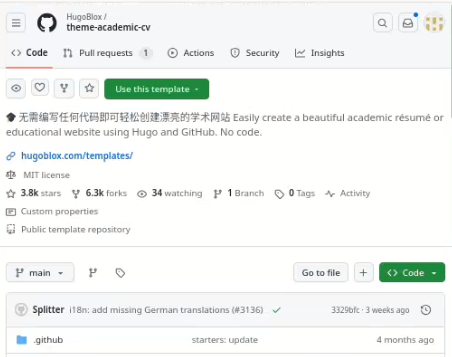 HugoBlox /
theme-academic-cv
Code
Pull requests 1
Actions
Security
Insights
Use this template
无需编写任何代码即可轻松创建漂亮的学术网站 Easily create a beautiful academic résumé or
educational website using Hugo and GitHub. No code.
hugoblox.com/templates/
MIT license
3.8k stars 6.3k forks 34 watching 1 Branch 0 Tags Activity
Custom properties
Public template repository
main
Go to file
Code
Splitter i18n: add missing German translations (#3136) 3329bfc · 3 weeks ago
.github starters: update 4 months ago